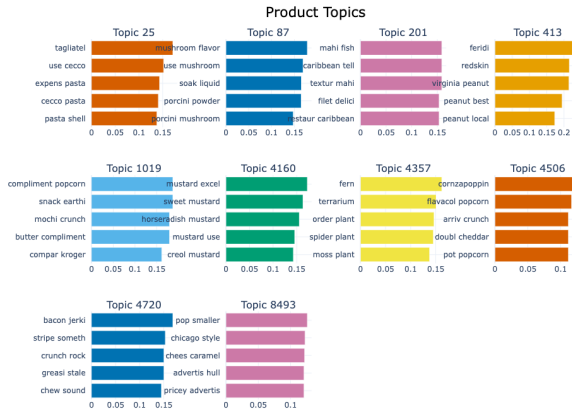 Product Topics
Topic 25
tagliatel
use cecco
expens pasta
cecco pasta
pasta shell
0 0.05 0.1 0.15
Topic 87
mushroom flavor
use mushroom
soak liquid
porcini powder
porcini mushroom
0 0.05 0.1 0.15
Topic 201
mahi fish
caribbean tell
textur mahi
filet delici
restaur caribbean
0 0.05 0.1 0.15
Topic 413
feridi
redskin
virginia peanut
peanut best
peanut local
0 0.05 0.1 0.15 0.2
Topic 1019
compliment popcorn
snack earthi
mochi crunch
butter compliment
compar kroger
0 0.05 0.1 0.15
Topic 4160
mustard excel
sweet mustard
horseradish mustard
mustard use
creol mustard
0 0.05 0.1 0.15
Topic 4357
fern
terrarium
order plant
spider plant
moss plant
0 0.05 0.1 0.15
Topic 4506
cornzapoppin
flavacol popcorn
arriv crunch
doubl cheddar
pot popcorn
0 0.05 0.1
Topic 4720
bacon jerki
stripe someth
crunch rock
greasi stale
chew sound
0 0.05 0.1 0.15
Topic 8493
pop smaller
chicago style
chees caramel
advertis hull
pricey advertis
0 0.05 0.1